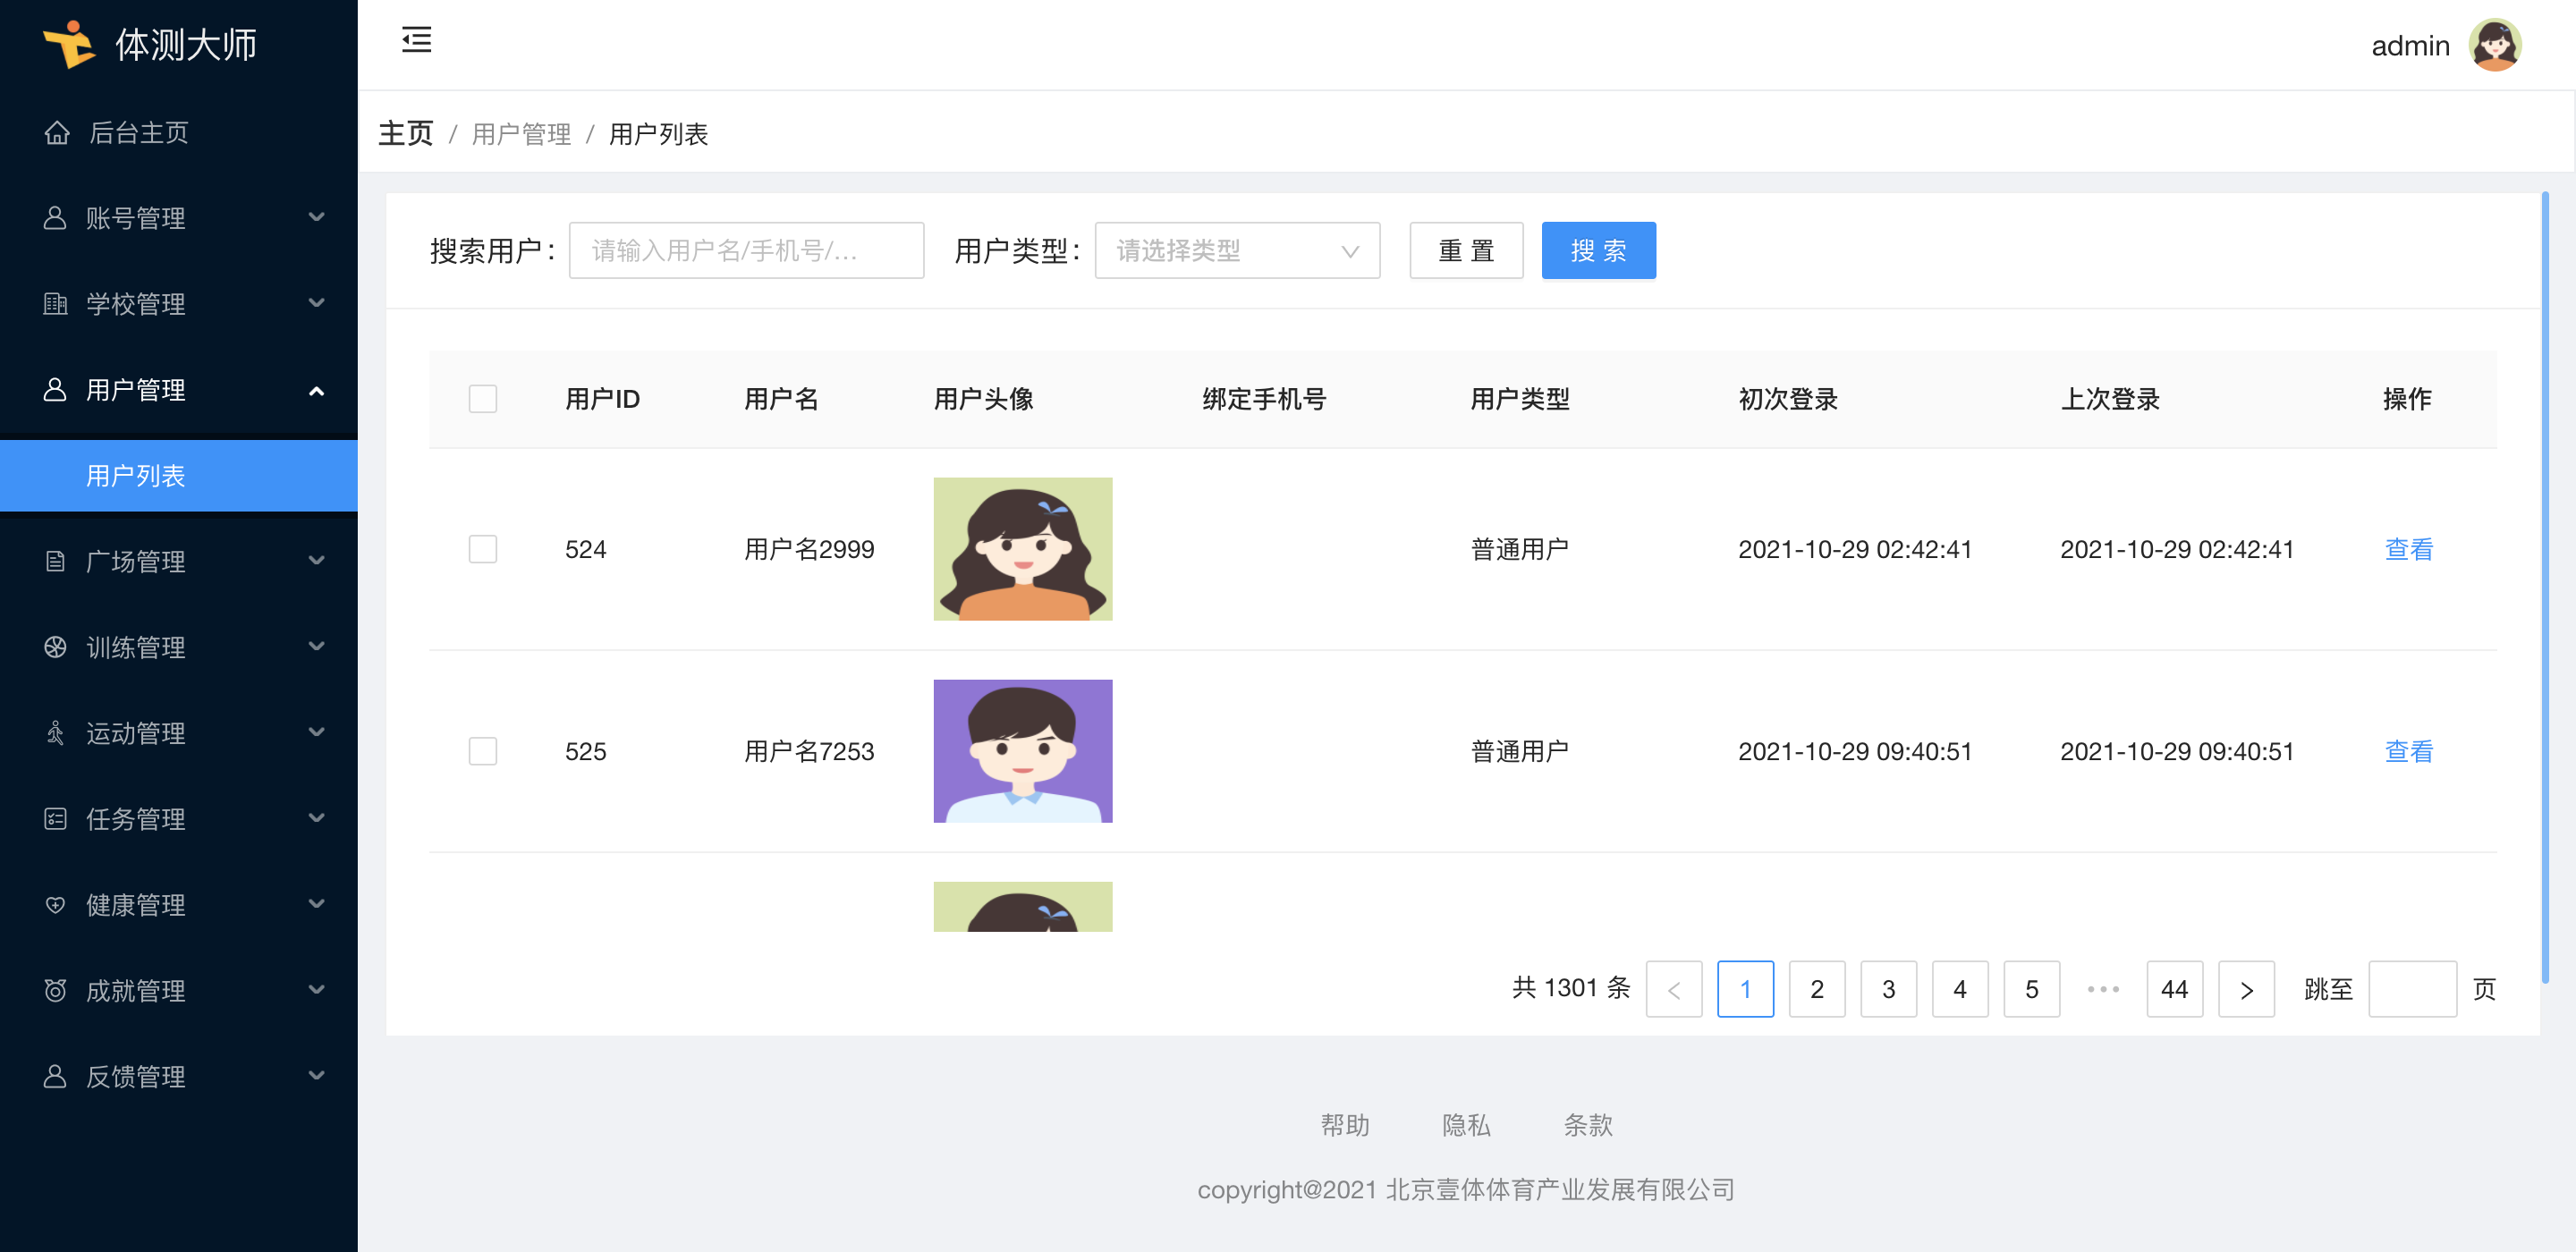 体测大师
admin
后台主页
账号管理
学校管理
用户管理
用户列表
广场管理
训练管理
运动管理
任务管理
健康管理
成就管理
反馈管理
主页 / 用户管理 / 用户列表
搜索用户: 请输入用户名/手机号/... 用户类型: 请选择类型 重 置 搜 索
用户ID 用户名 用户头像 绑定手机号 用户类型 初次登录 上次登录 操作
524 用户名2999 普通用户 2021-10-29 02:42:41 2021-10-29 02:42:41 查看
525 用户名7253 普通用户 2021-10-29 09:40:51 2021-10-29 09:40:51 查看
共 1301 条 < 1 2 3 4 5 ••• 44 > 跳至 页
帮助 隐私 条款
copyright@2021 北京壹体体育产业发展有限公司